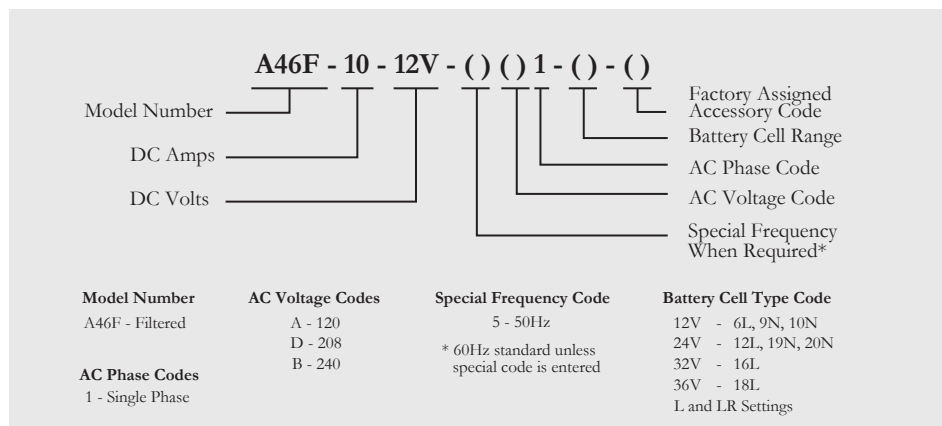 A46F - 10 - 12V - ( ) ( ) 1 - ( ) - ( )
Model Number
DC Amps
DC Volts
Factory Assigned
Accessory Code
Battery Cell Range
AC Phase Code
AC Voltage Code
Special Frequency
When Required*
Model Number
A46F - Filtered
AC Phase Codes
1 - Single Phase
AC Voltage Codes
A - 120
D - 208
B - 240
Special Frequency Code
5 - 50Hz
* 60Hz standard unless
special code is entered
Battery Cell Type Code
12V - 6L, 9N, 10N
24V - 12L, 19N, 20N
32V - 16L
36V - 18L
L and LR Settings